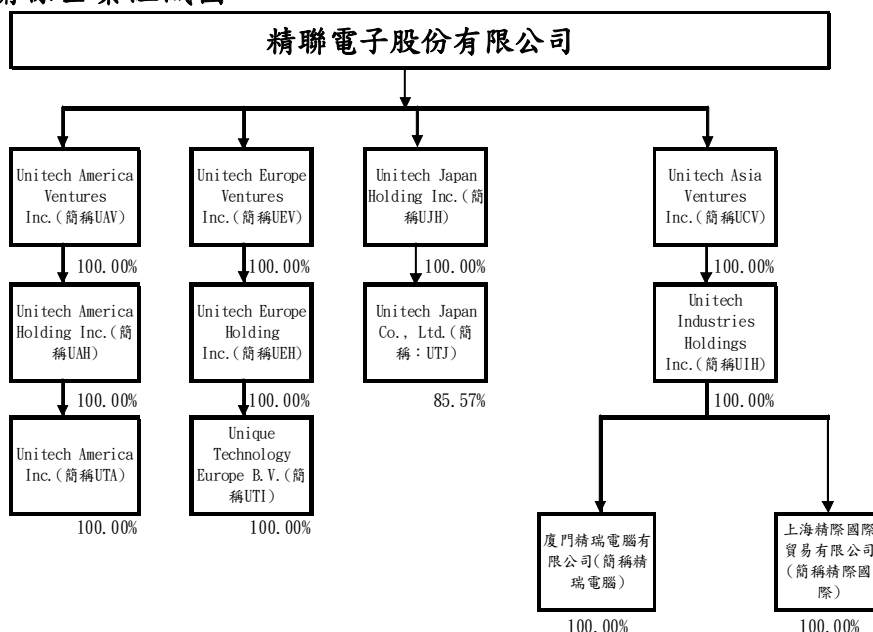 精聯電子股份有限公司
Unitech America
Ventures
Inc.(簡稱UAV)
100.00%
Unitech Europe
Ventures
Inc.(簡稱UEV)
100.00%
Unitech Japan
Holding Inc.(簡
稱UJH)
100.00%
Unitech Asia
Ventures
Inc.(簡稱UCV)
100.00%
Unitech America
Holding Inc.(簡
稱UAH)
100.00%
Unitech Europe
Holding
Inc.(簡稱UEH)
100.00%
Unitech Japan
Co., Ltd.(簡
稱：UTJ)
85.57%
Unitech
Industries
Holdings
Inc.(簡稱UIH)
100.00%
Unitech America
Inc.(簡稱UTA)
100.00%
Unique
Technology
Europe B.V.(簡
稱UTI)
100.00%
廈門精瑞電腦有
限公司(簡稱精
瑞電腦)
100.00%
上海精際國際
貿易有限公司
(簡稱精際國
際)
100.00%